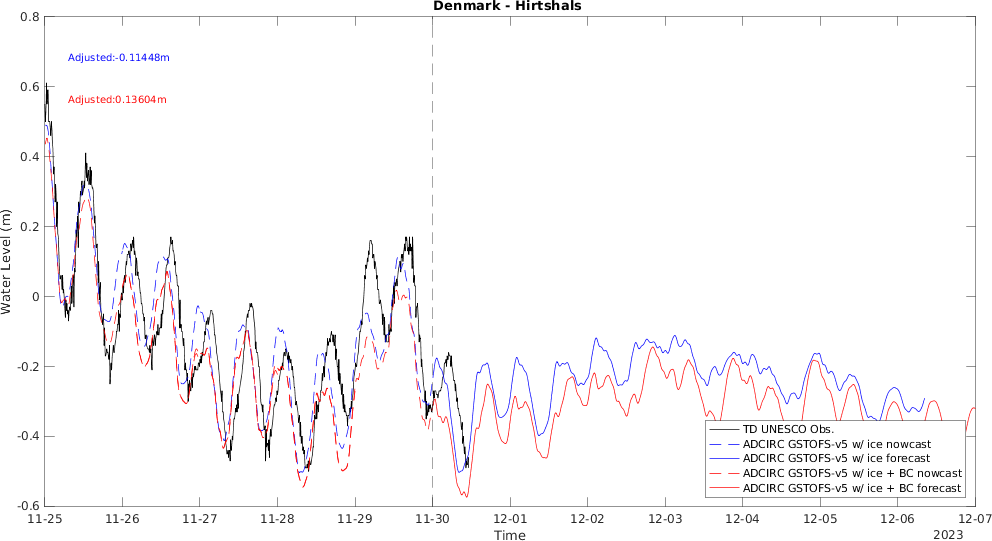 Denmark - Hirtshals
Adjusted:-0.11448m
Adjusted:0.13604m
Water Level (m)
0.8
0.6
0.4
0.2
0
-0.2
-0.4
-0.6
TD UNESCO Obs.
ADCIRC GSTOFS-v5 w/ ice nowcast
ADCIRC GSTOFS-v5 w/ ice forecast
ADCIRC GSTOFS-v5 w/ ice + BC nowcast
ADCIRC GSTOFS-v5 w/ ice + BC forecast
11-25 11-26 11-27 11-28 11-29 11-30 12-01 12-02 12-03 12-04 12-05 12-06 12-07
Time
2023